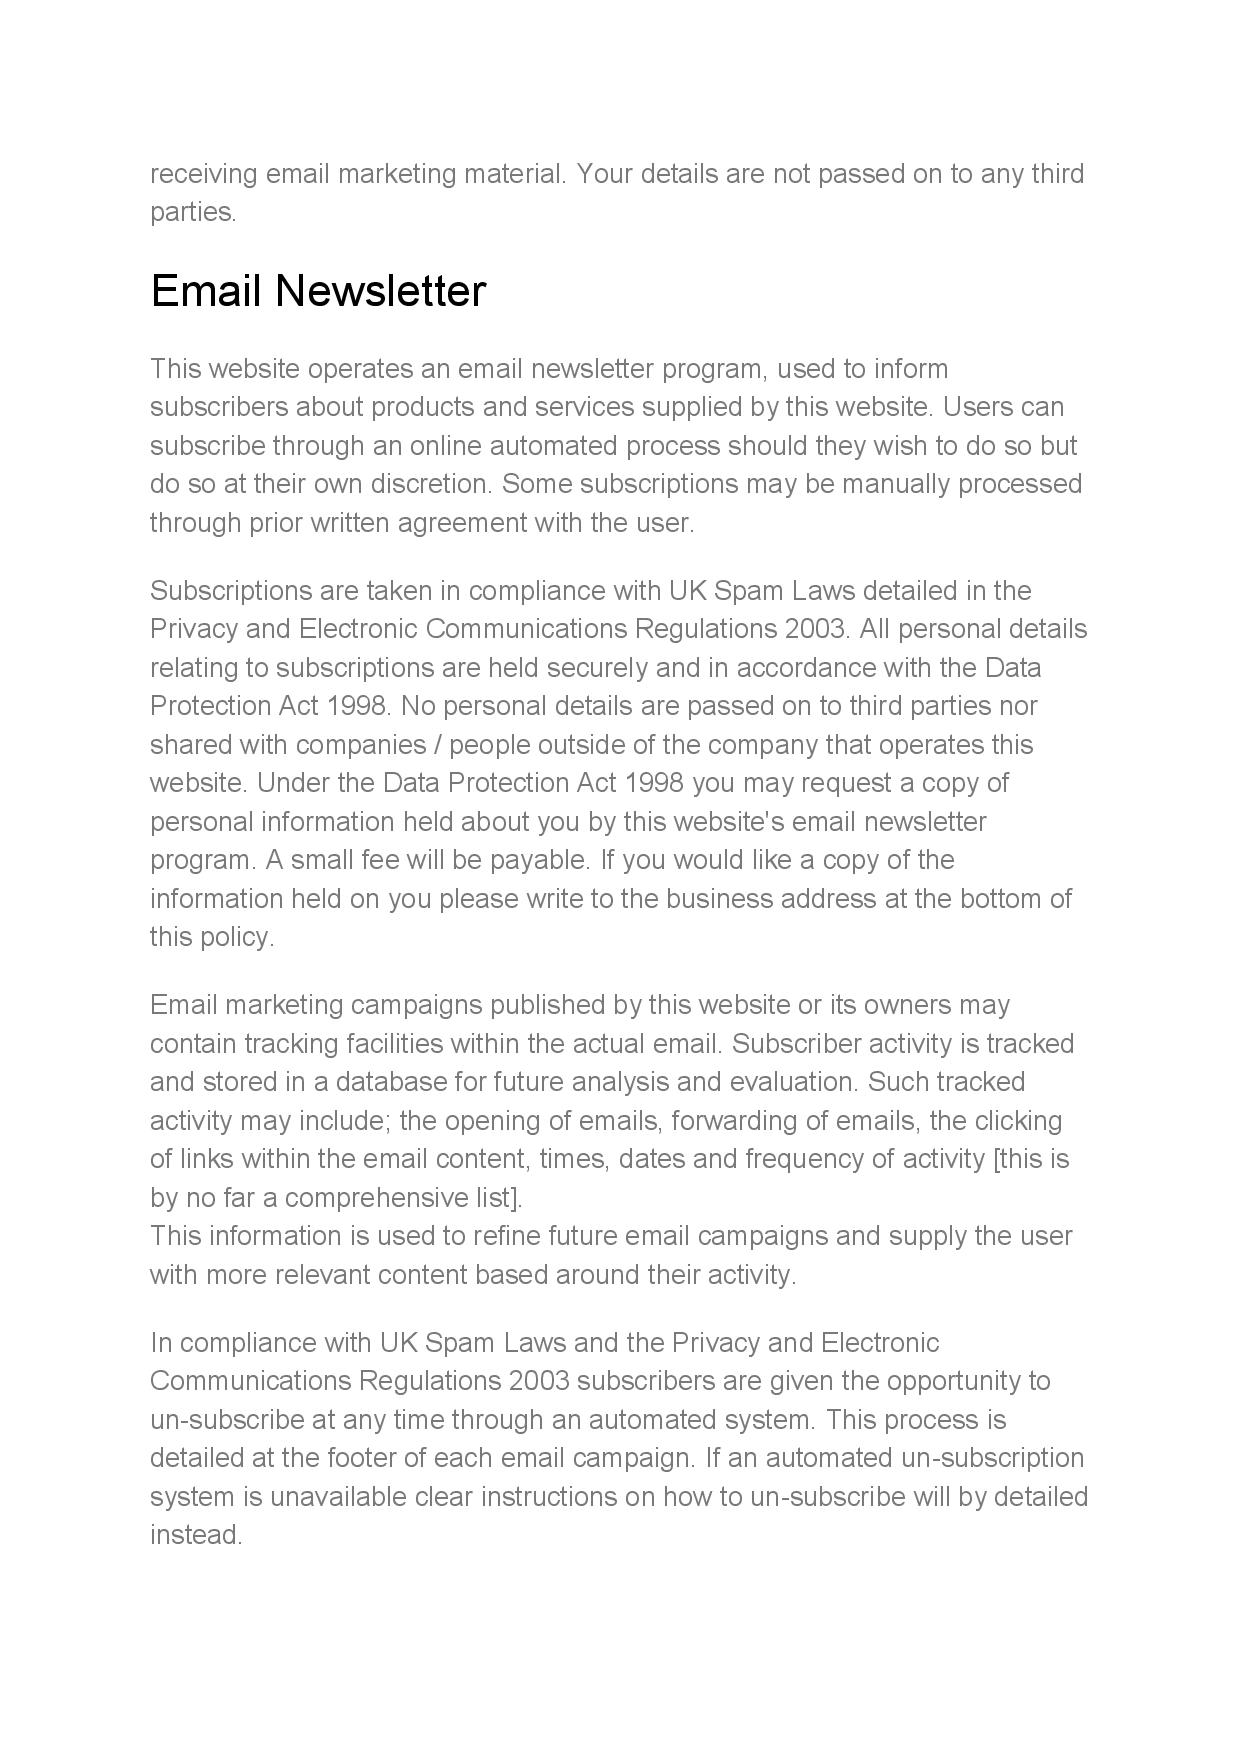 receiving email marketing material. Your details are not passed on to any third
parties.
Email Newsletter
This website operates an email newsletter program, used to inform
subscribers about products and services supplied by this website. Users can
subscribe through an online automated process should they wish to do so but
do so at their own discretion. Some subscriptions may be manually processed
through prior written agreement with the user.
Subscriptions are taken in compliance with UK Spam Laws detailed in the
Privacy and Electronic Communications Regulations 2003. All personal details
relating to subscriptions are held securely and in accordance with the Data
Protection Act 1998. No personal details are passed on to third parties nor
shared with companies / people outside of the company that operates this
website. Under the Data Protection Act 1998 you may request a copy of
personal information held about you by this website's email newsletter
program. A small fee will be payable. If you would like a copy of the
information held on you please write to the business address at the bottom of
this policy.
Email marketing campaigns published by this website or its owners may
contain tracking facilities within the actual email. Subscriber activity is tracked
and stored in a database for future analysis and evaluation. Such tracked
activity may include; the opening of emails, forwarding of emails, the clicking
of links within the email content, times, dates and frequency of activity [this is
by no far a comprehensive list].
This information is used to refine future email campaigns and supply the user
with more relevant content based around their activity.
In compliance with UK Spam Laws and the Privacy and Electronic
Communications Regulations 2003 subscribers are given the opportunity to
un-subscribe at any time through an automated system. This process is
detailed at the footer of each email campaign. If an automated un-subscription
system is unavailable clear instructions on how to un-subscribe will by detailed
instead.